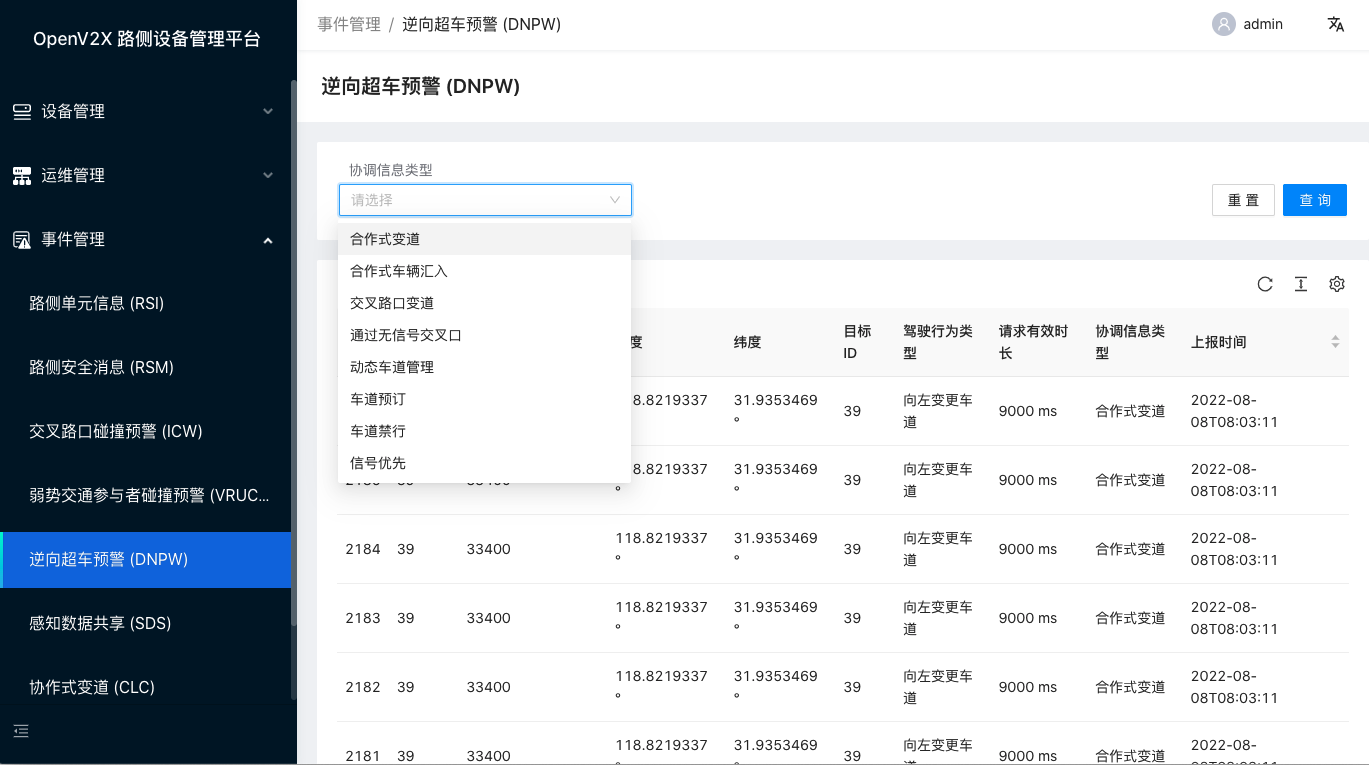 OpenV2X 路侧设备管理平台
设备管理
运维管理
事件管理
路侧单元信息 (RSI)
路侧安全消息 (RSM)
交叉路口碰撞预警 (ICW)
弱势交通参与者碰撞预警 (VRUC...
逆向超车预警 (DNPW)
感知数据共享 (SDS)
协作式变道 (CLC)
事件管理 / 逆向超车预警 (DNPW)
admin
逆向超车预警 (DNPW)
协调信息类型
请选择
重 置
查 询
合作式变道
合作式车辆汇入
交叉路口变道
通过无信号交叉口
动态车道管理
车道预订
车道禁行
信号优先
度
纬度
目标
ID
驾驶行为类
型
请求有效时
长
协调信息类
型
上报时间
8.8219337
31.9353469
°
39
向左变更车
道
9000 ms
合作式变道
2022-08-
08T08:03:11
8.8219337
°
31.9353469
°
39
向左变更车
道
9000 ms
合作式变道
2022-08-
08T08:03:11
2184
39
33400
118.8219337
°
31.9353469
°
39
向左变更车
道
9000 ms
合作式变道
2022-08-
08T08:03:11
2183
39
33400
118.8219337
°
31.9353469
°
39
向左变更车
道
9000 ms
合作式变道
2022-08-
08T08:03:11
2182
39
33400
118.8219337
°
31.9353469
°
39
向左变更车
道
9000 ms
合作式变道
2022-08-
08T08:03:11
2181
39
33400
118.8219337
31.9353469
39
向左变更车
9000 ms
合作式变道
2022-08-